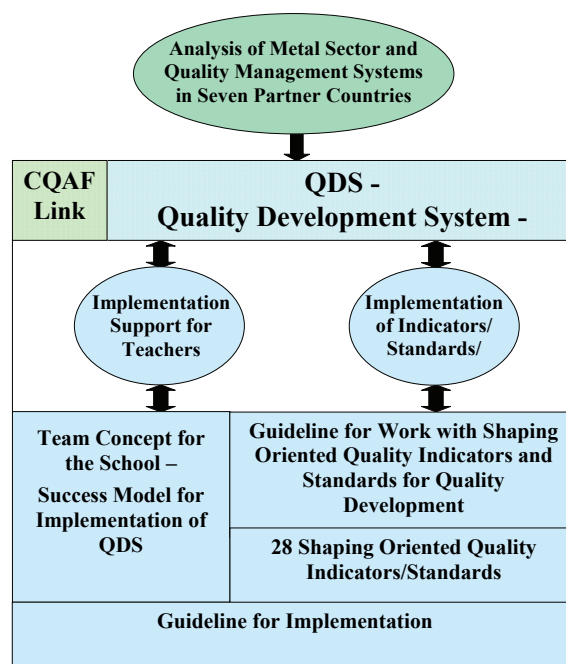 Analysis of Metal Sector and
Quality Management Systems
in Seven Partner Countries
CQAF
Link
QDS -
Quality Development System -
Implementation
Support for
Teachers
Implementation
of Indicators/
Standards/
Team Concept for
the School –
Success Model for
Implementation of
QDS
Guideline for Work with Shaping
Oriented Quality Indicators and
Standards for Quality
Development
28 Shaping Oriented Quality
Indicators/Standards
Guideline for Implementation